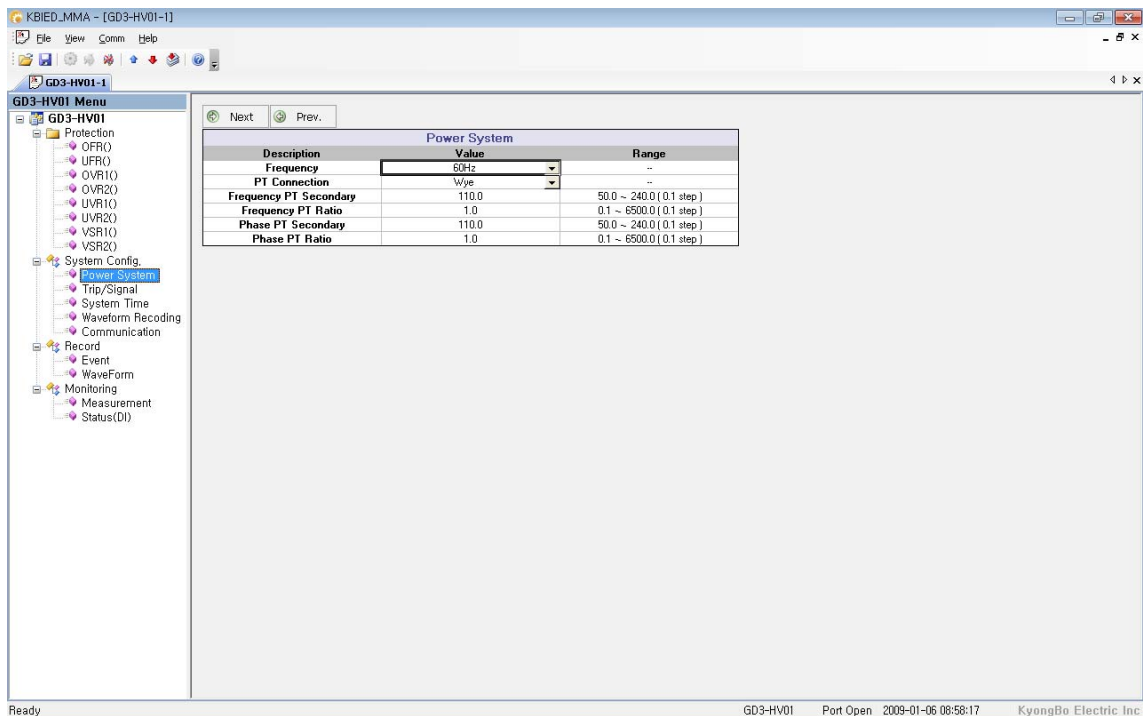 KBIED_MMA - [GD3-HV01-1]
File View Comm Help
GD3-HV01-1
GD3-HV01 Menu
GD3-HV01
Protection
OFR()
UFR()
OVR1()
OVR2()
UVR1()
UVR2()
VSR1()
VSR2()
System Config.
Power System
Trip/Signal
System Time
Waveform Recoding
Communication
Record
Event
WaveForm
Monitoring
Measurement
Status(DI)
Next Prev.
Power System
Description Value Range
Frequency 60Hz --
PT Connection Wye --
Frequency PT Secondary 110.0 50.0 ~ 240.0 ( 0.1 step )
Frequency PT Ratio 1.0 0.1 ~ 6500.0 ( 0.1 step )
Phase PT Secondary 110.0 50.0 ~ 240.0 ( 0.1 step )
Phase PT Ratio 1.0 0.1 ~ 6500.0 ( 0.1 step )
Ready GD3-HV01 Port Open 2009-01-06 08:58:17 KyongBo Electric Inc